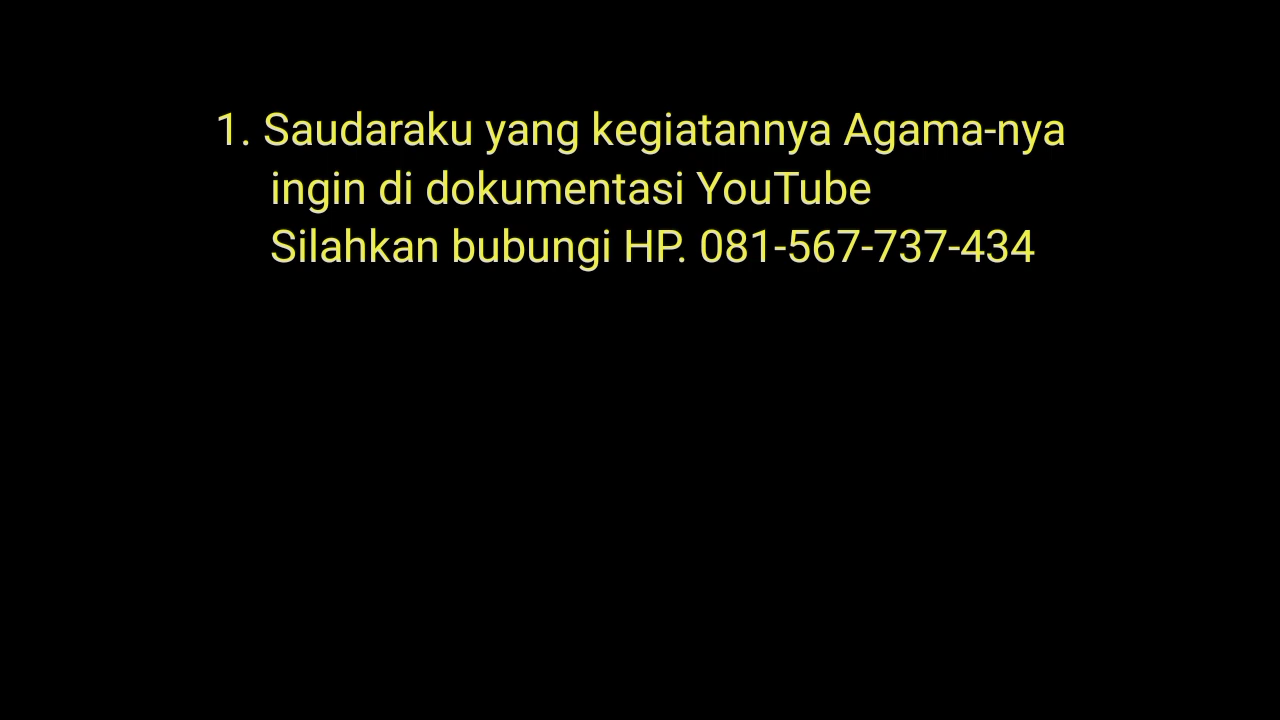 1. Saudaraku yang kegiatannya Agama-nya
ingin di dokumentasi YouTube
Silahkan bubungi HP. 081-567-737-434